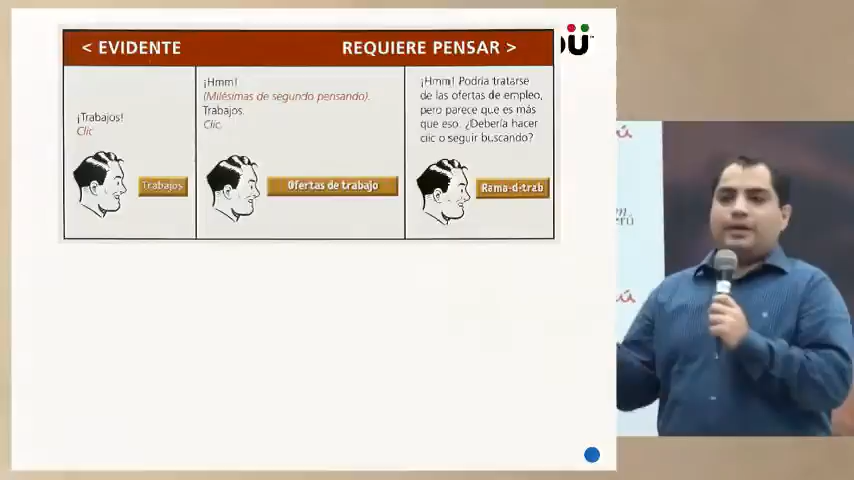 < EVIDENTE
REQUIERE PENSAR >
¡Trabajos!
Clic
Trabajos
¡Hmm!
(Milésimas de segundo pensando).
Trabajos.
Clic.
Ofertas de trabajo
¡Hmm! Podría tratarse
de las ofertas de empleo,
pero parece que es más
que eso. ¿Debería hacer
clic o seguir buscando?
Rama-d-trab